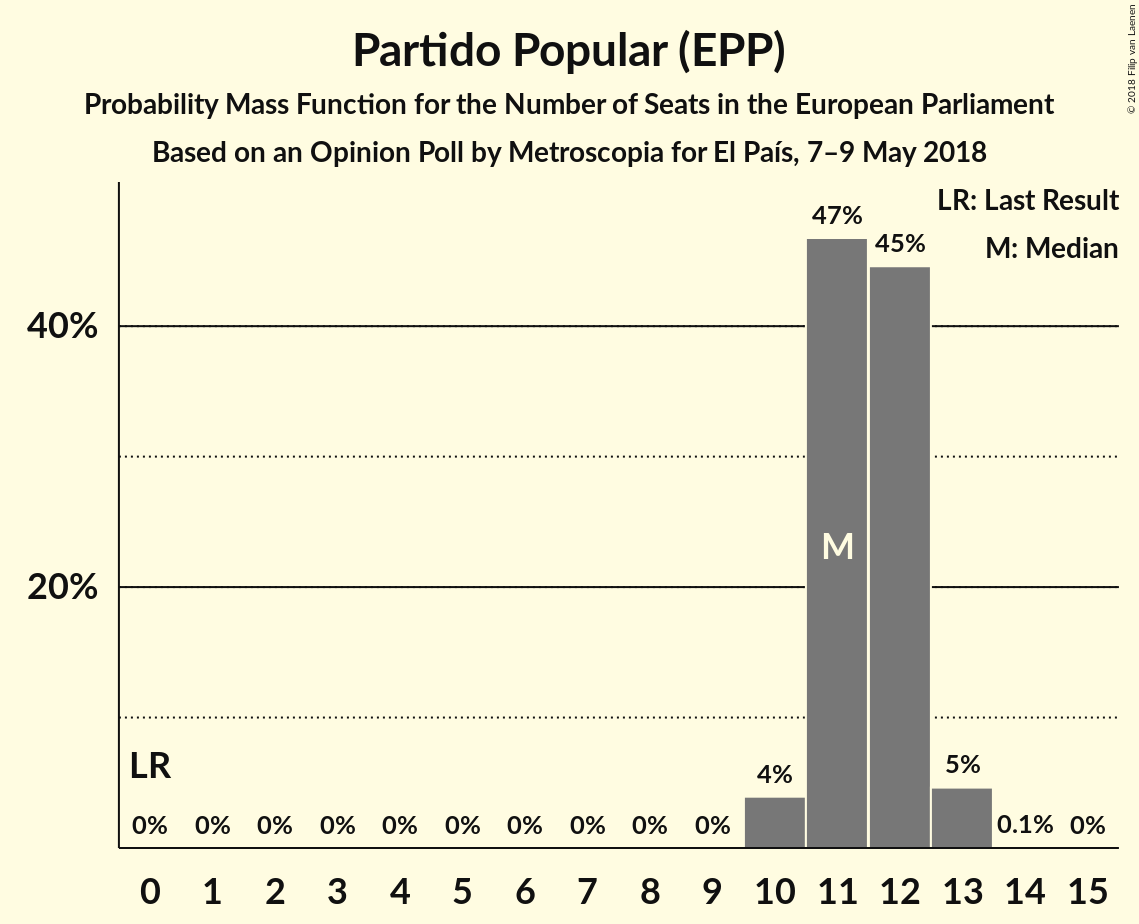 Partido Popular (EPP)
Probability Mass Function for the Number of Seats in the European Parliament
Based on an Opinion Poll by Metroscopia for El País, 7–9 May 2018
© 2018 Filip van Laenen
LR: Last Result
M: Median
47%
45%
40%
20%
M
LR
4%
5%
0% 0% 0% 0% 0% 0% 0% 0% 0% 0% 0.1% 0%
0 1 2 3 4 5 6 7 8 9 10 11 12 13 14 15